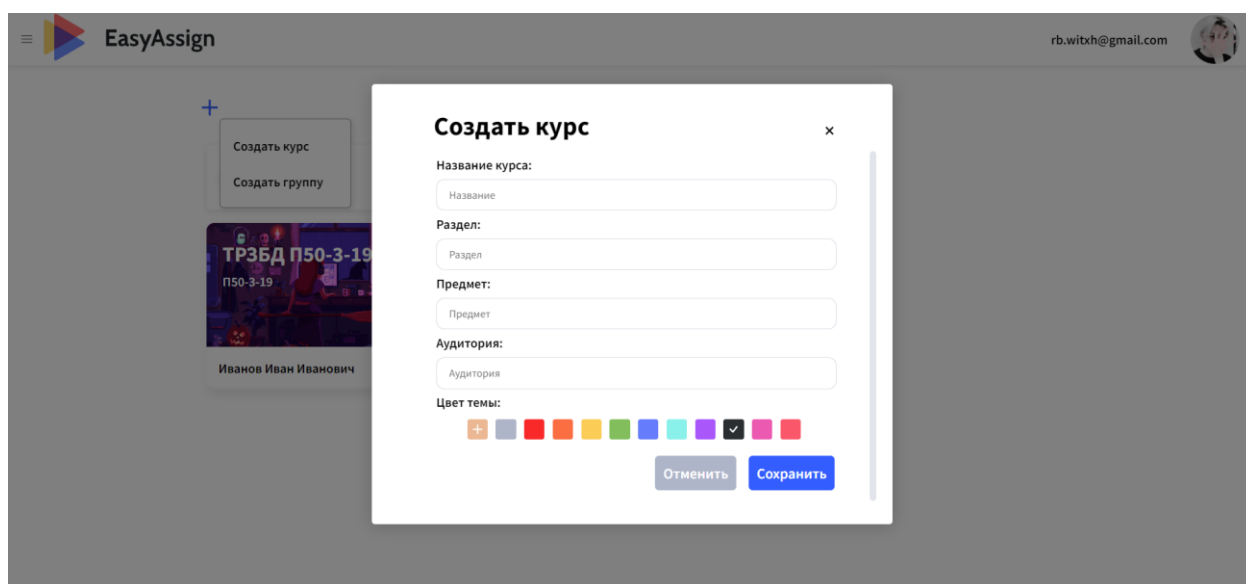 EasyAssign
rb.witxh@gmail.com
Создать курс
Создать группу
ТРЗБД П50-3-19
П50-3-19
Иванов Иван Иванович
Создать курс
Название курса:
Название
Раздел:
Раздел
Предмет:
Предмет
Аудитория:
Аудитория
Цвет темы:
Отменить
Сохранить